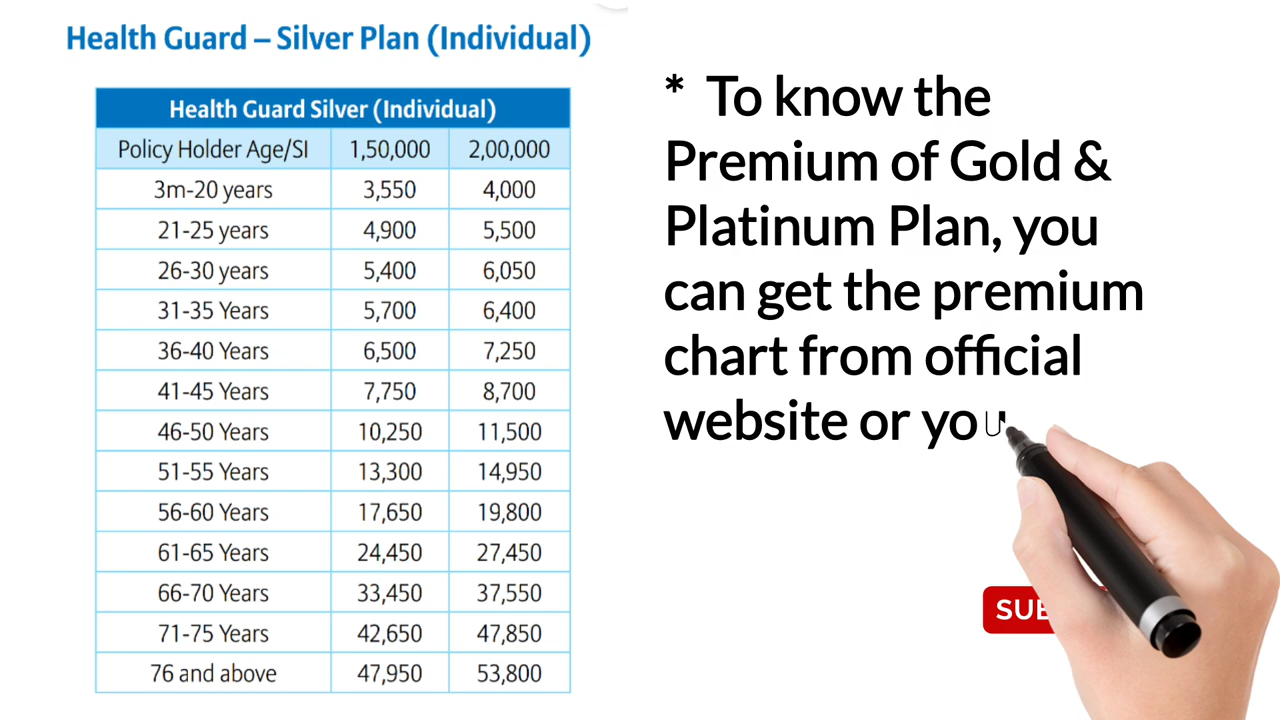 Health Guard – Silver Plan (Individual)
Health Guard Silver (Individual)
Policy Holder Age/SI 1,50,000 2,00,000
3m-20 years 3,550 4,000
21-25 years 4,900 5,500
26-30 years 5,400 6,050
31-35 Years 5,700 6,400
36-40 Years 6,500 7,250
41-45 Years 7,750 8,700
46-50 Years 10,250 11,500
51-55 Years 13,300 14,950
56-60 Years 17,650 19,800
61-65 Years 24,450 27,450
66-70 Years 33,450 37,550
71-75 Years 42,650 47,850
76 and above 47,950 53,800
* To know the
Premium of Gold &
Platinum Plan, you
can get the premium
chart from official
website or you